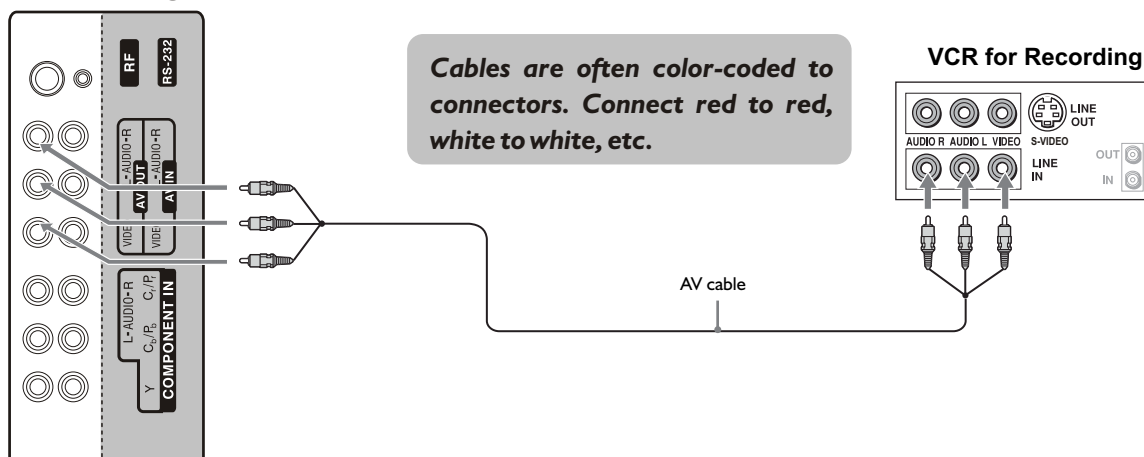 RF
RS-232
VIDEO L-AUDIO-R
AV OUT
VIDEO L-AUDIO-R
AV IN
L-AUDIO-R
Y Cb/Pb Cr/Pr
COMPONENT IN
Cables are often color-coded to
connectors. Connect red to red,
white to white, etc.
AV cable
VCR for Recording
LINE
OUT
AUDIO R AUDIO L VIDEO S-VIDEO
LINE
IN
OUT
IN